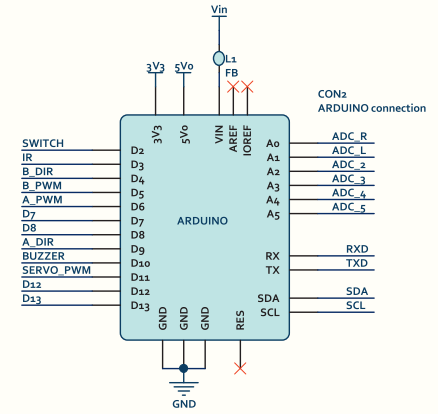 Vin
L1
FB
3V3
5V0
CON2
ARDUINO connection
3V3
5V0
VIN
AREF
IOREF
SWITCH
IR
B_DIR
B_PWM
A_PWM
D7
D8
A_DIR
BUZZER
SERVO_PWM
D12
D13
D2
D3
D4
D5
D6
D7
D8
D9
D10
D11
D12
D13
ARDUINO
A0
A1
A2
A3
A4
A5
RX
TX
SDA
SCL
ADC_R
ADC_L
ADC_2
ADC_3
ADC_4
ADC_5
RXD
TXD
SDA
SCL
GND
GND
GND
RES
GND